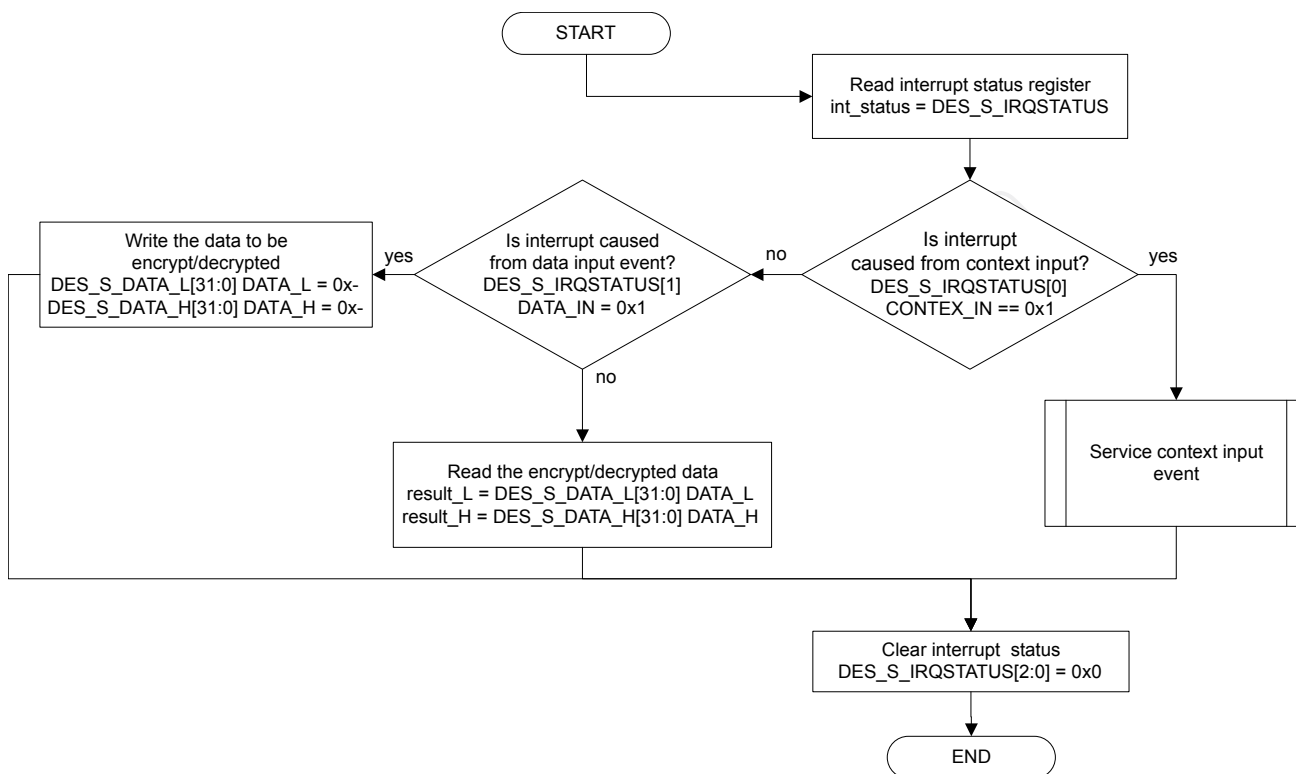 START
Read interrupt status register
int_status = DES_S_IRQSTATUS
Is interrupt
caused from context input?
DES_S_IRQSTATUS[0]
CONTEX_IN == 0x1
yes
no
Is interrupt caused
from data input event?
DES_S_IRQSTATUS[1]
DATA_IN = 0x1
yes
no
Write the data to be
encrypt/decrypted
DES_S_DATA_L[31:0] DATA_L = 0x-
DES_S_DATA_H[31:0] DATA_H = 0x-
Read the encrypt/decrypted data
result_L = DES_S_DATA_L[31:0] DATA_L
result_H = DES_S_DATA_H[31:0] DATA_H
Service context input
event
Clear interrupt status
DES_S_IRQSTATUS[2:0] = 0x0
END